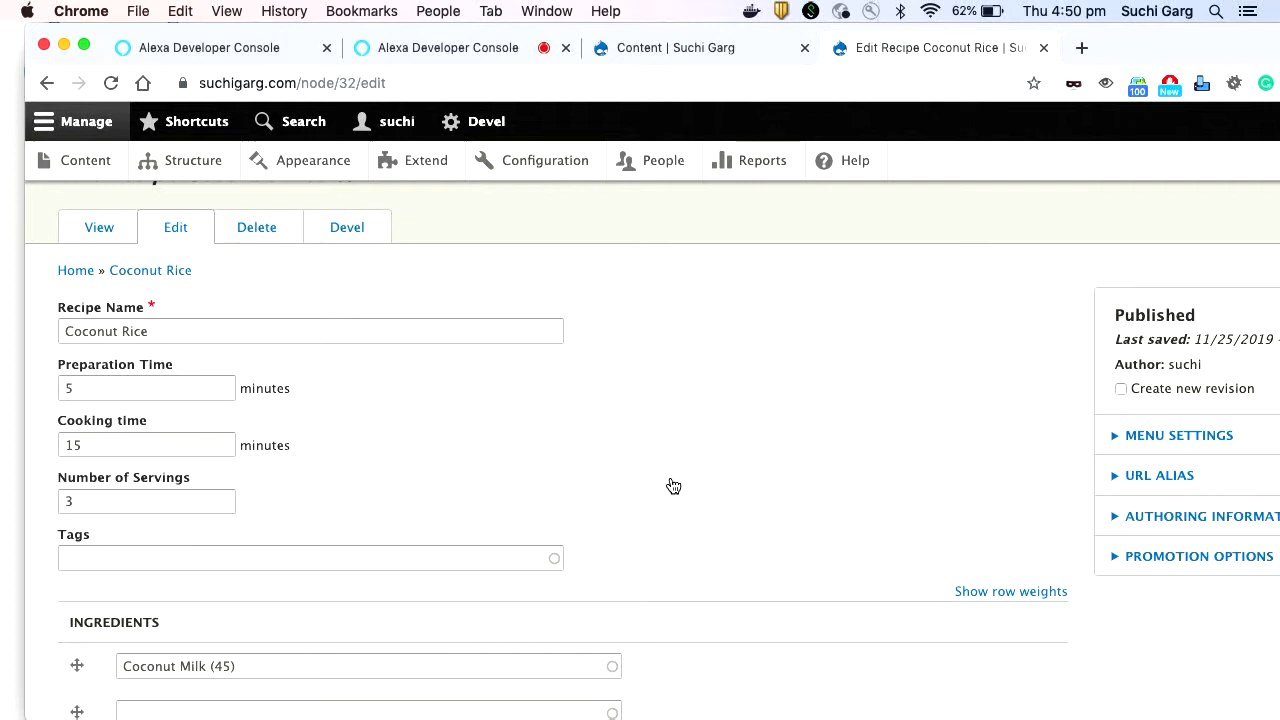 Chrome File Edit View History Bookmarks People Tab Window Help 62% Thu 4:50 pm Suchi Garg
Alexa Developer Console Alexa Developer Console Content | Suchi Garg Edit Recipe Coconut Rice | Su
suchigarg.com/node/32/edit 100 New
Manage Shortcuts Search suchi Devel
Content Structure Appearance Extend Configuration People Reports Help
View Edit Delete Devel
Home » Coconut Rice
Recipe Name *
Coconut Rice
Preparation Time
5 minutes
Cooking time
15 minutes
Number of Servings
3
Tags
Show row weights
INGREDIENTS
Coconut Milk (45)
Published
Last saved: 11/25/2019 -
Author: suchi
Create new revision
MENU SETTINGS
URL ALIAS
AUTHORING INFORMAT
PROMOTION OPTIONS